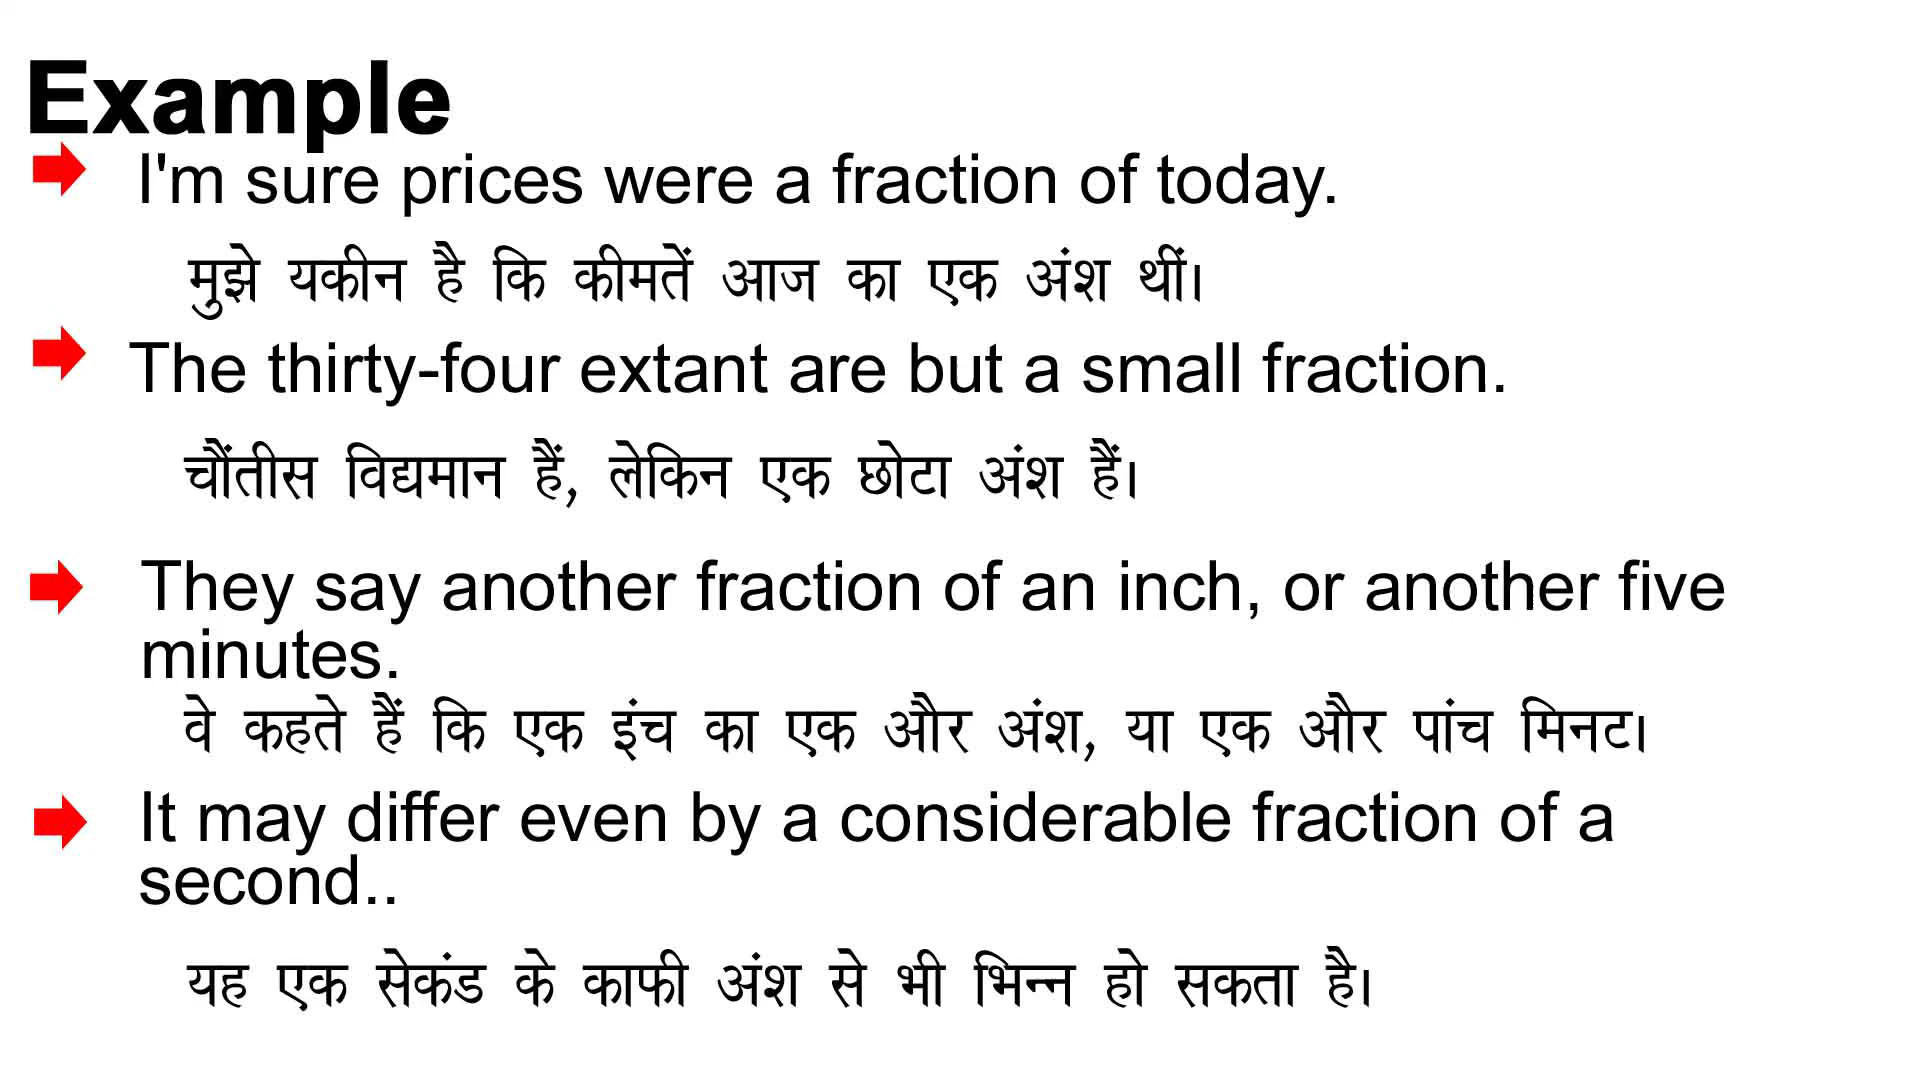 Example
I'm sure prices were a fraction of today.
मुझे यकीन है कि कीमतें आज का एक अंश थीं।
The thirty-four extant are but a small fraction.
चौंतीस विद्यमान हैं, लेकिन एक छोटा अंश हैं।
They say another fraction of an inch, or another five
minutes.
वे कहते हैं कि एक इंच का एक और अंश, या एक और पांच मिनट।
It may differ even by a considerable fraction of a
second..
यह एक सेकंड के काफी अंश से भी भिन्न हो सकता है।